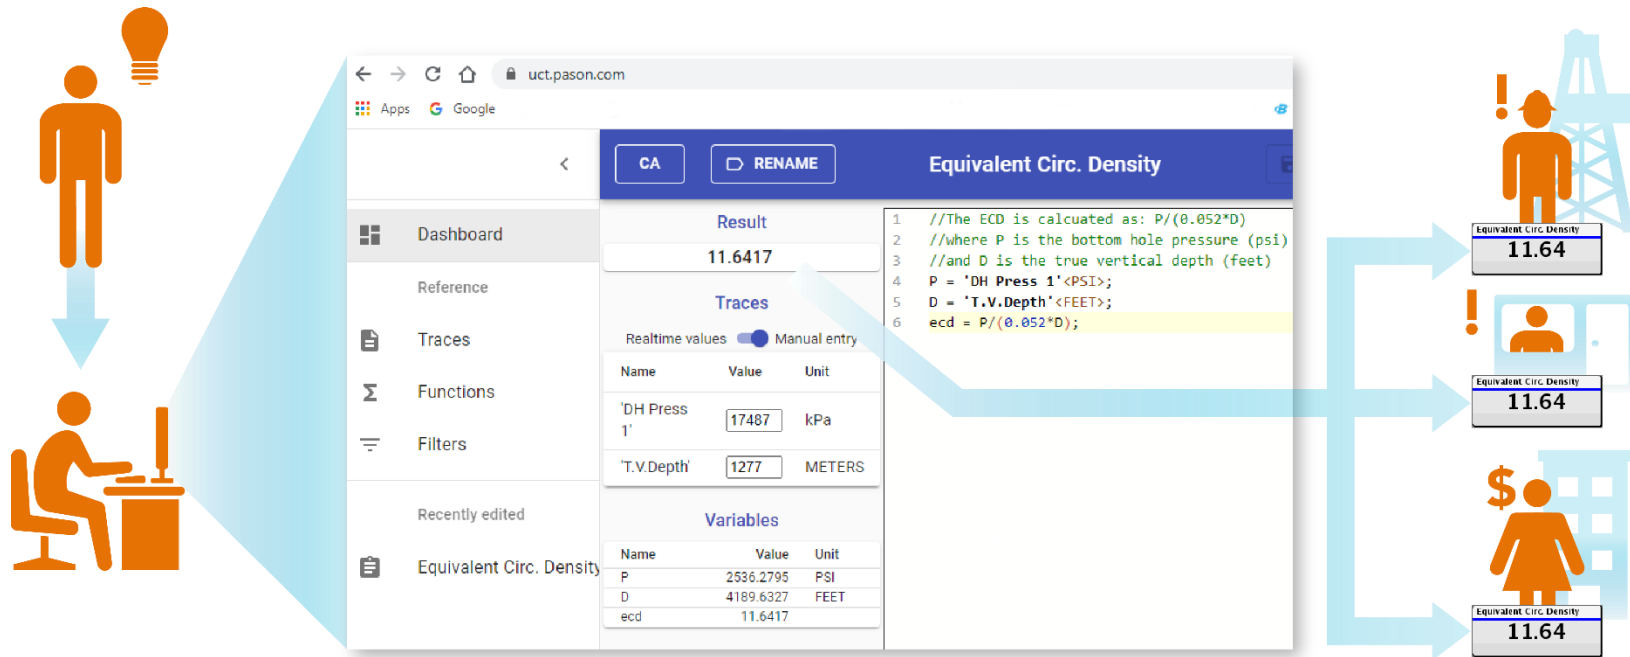 uct.pason.com
Apps Google
CA RENAME Equivalent Circ. Density
Dashboard
Reference
Traces
Functions
Filters
Recently edited
Equivalent Circ. Density
Result
11.6417
Traces
Realtime values Manual entry
Name Value Unit
'DH Press
1'
17487 kPa
'T.V.Depth' 1277 METERS
Variables
Name Value Unit
P 2536.2795 PSI
D 4189.6327 FEET
ecd 11.6417
1 //The ECD is calcuated as: P/(0.052*D)
2 //where P is the bottom hole pressure (psi)
3 //and D is the true vertical depth (feet)
4 P = 'DH Press 1'<PSI>;
5 D = 'T.V.Depth'<FEET>;
6 ecd = P/(0.052*D);
!
Equivalent Circ. Density
11.64
!
Equivalent Circ. Density
11.64
$
Equivalent Circ. Density
11.64